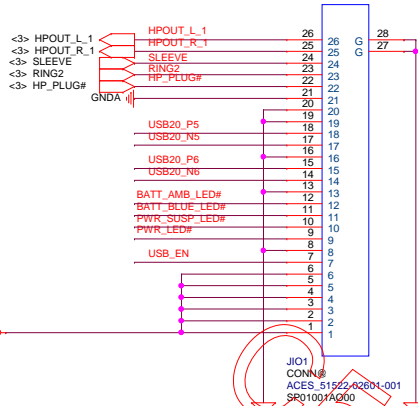 <3> HPOUT_L_1 HPOUT_L_1 26 26 G 28
<3> HPOUT_R_1 HPOUT_R_1 25 25 G 27
<3> SLEEVE SLEEVE 24 24
<3> RING2 RING2 23 23
<3> HP_PLUG# HP_PLUG# 22 22
GNDA 21 21
20 20
19 19
USB20_P5 18 18
USB20_N5 17 17
16 16
USB20_P6 15 15
USB20_N6 14 14
13 13
BATT_AMB_LED# 12 12
BATT_BLUE_LED# 11 11
PWR_SUSP_LED# 10 10
PWR_LED# 9 9
8 8
USB_EN 7 7
6 6
5 5
4 4
3 3
2 2
1 1
JIO1
CONN@
ACES_51522-02601-001
SP01001AO00